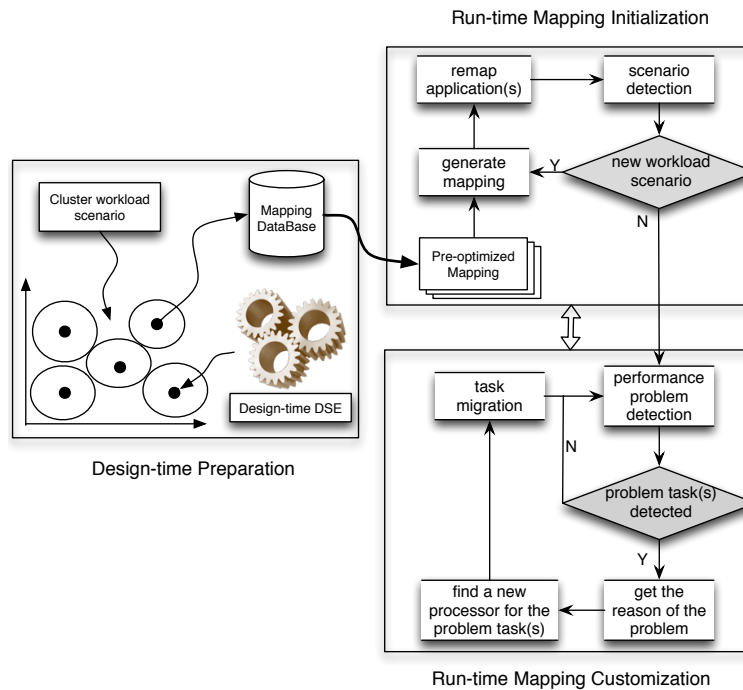 Run-time Mapping Initialization
remap
application(s)
scenario
detection
generate
mapping
Y
new workload
scenario
N
Pre-optimized
Mapping
Cluster workload
scenario
Mapping
DataBase
Design-time DSE
Design-time Preparation
task
migration
performance
problem
detection
N
problem task(s)
detected
Y
find a new
processor for the
problem task(s)
get the
reason of the
problem
Run-time Mapping Customization